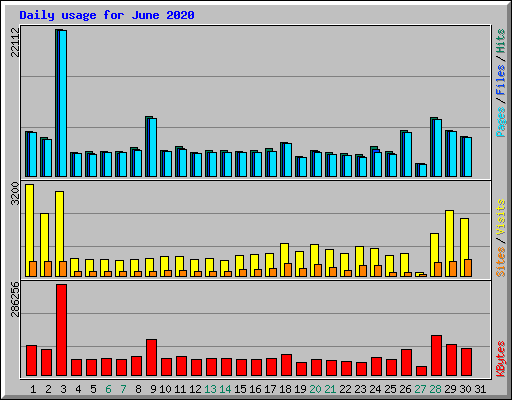 Daily usage for June 2020
22112
Pages / Files / Hits
3200
Sites / Visits
286256
KBytes
1 2 3 4 5 6 7 8 9 10 11 12 13 14 15 16 17 18 19 20 21 22 23 24 25 26 27 28 29 30 31